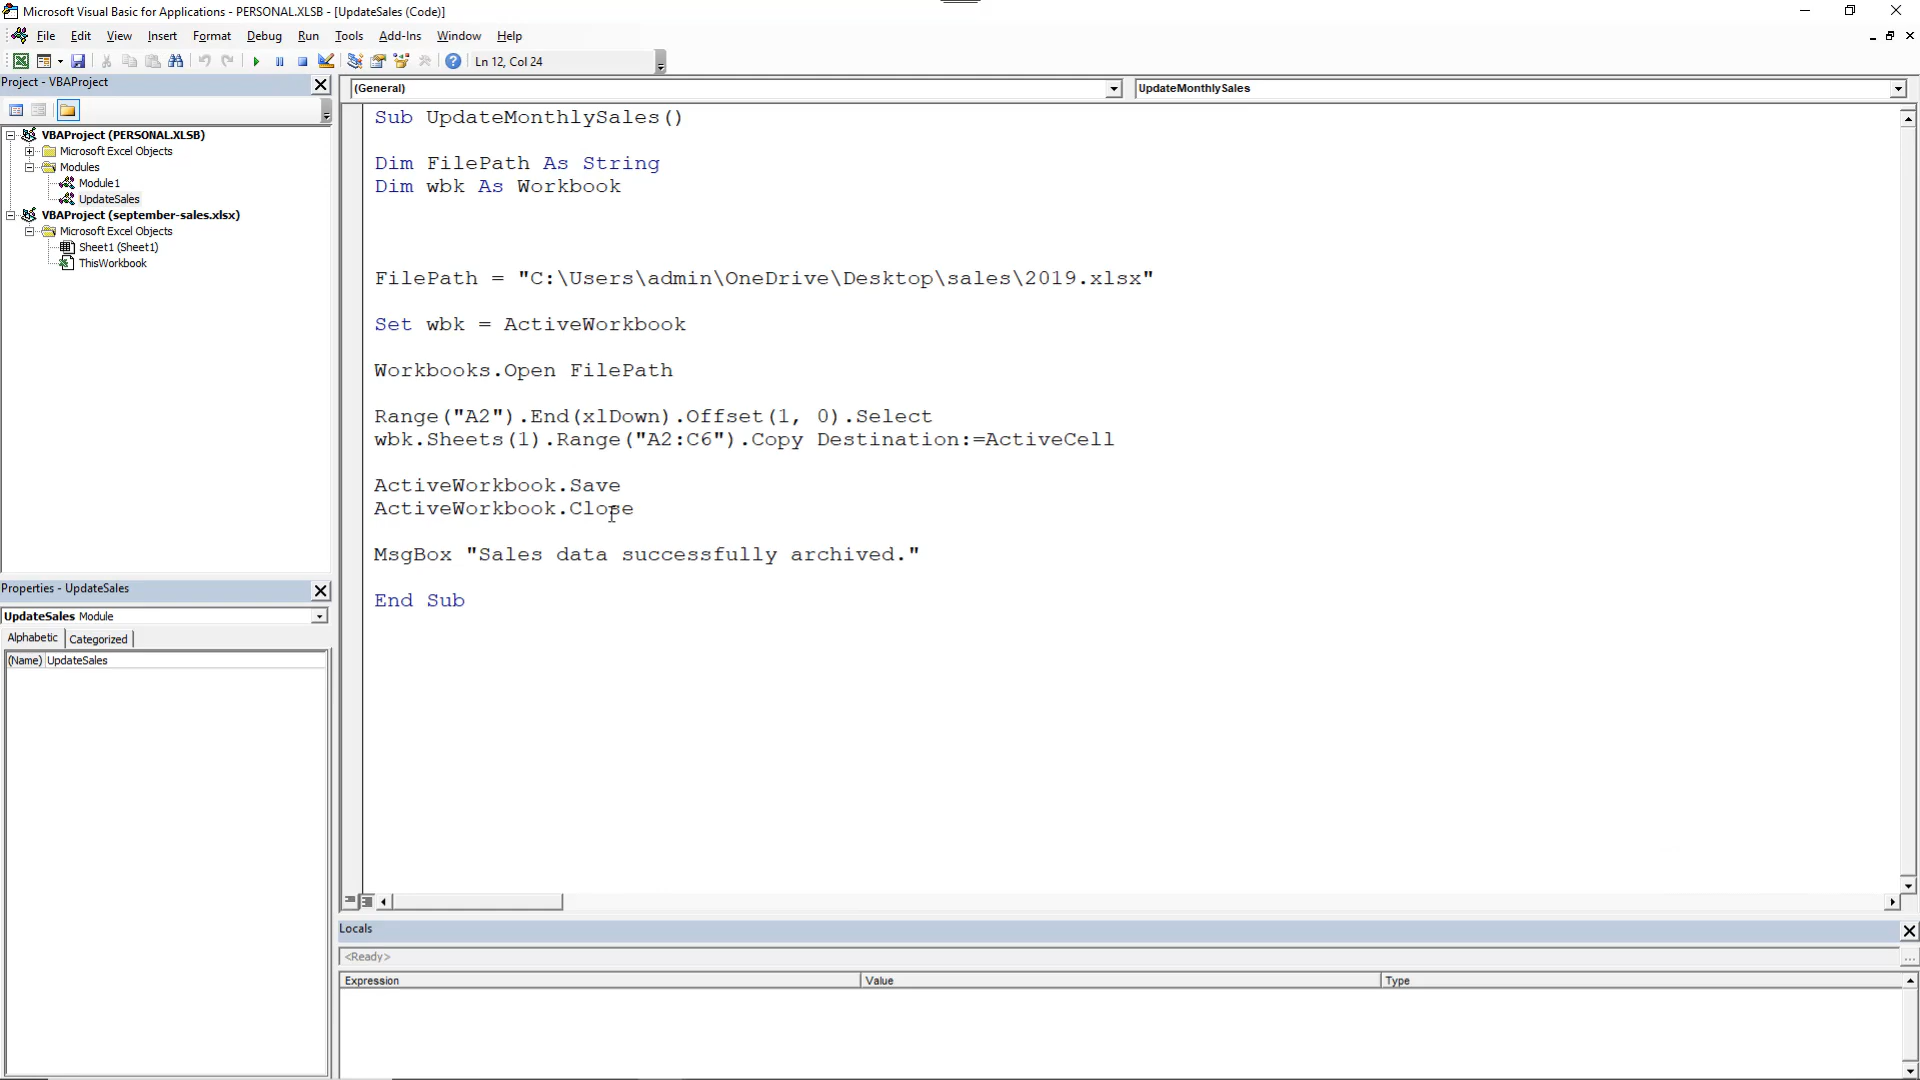 Microsoft Visual Basic for Applications - PERSONAL.XLSB - [UpdateSales (Code)]
File Edit View Insert Format Debug Run Tools Add-Ins Window Help
Ln 12, Col 24
Project - VBAProject
VBAProject (PERSONAL.XLSB)
Microsoft Excel Objects
Modules
Module1
UpdateSales
VBAProject (september-sales.xlsx)
Microsoft Excel Objects
Sheet1 (Sheet1)
ThisWorkbook
Properties - UpdateSales
UpdateSales Module
Alphabetic Categorized
(Name) UpdateSales
(General) UpdateMonthlySales
Sub UpdateMonthlySales()
Dim FilePath As String
Dim wbk As Workbook
FilePath = "C:\Users\admin\OneDrive\Desktop\sales\2019.xlsx"
Set wbk = ActiveWorkbook
Workbooks.Open FilePath
Range("A2").End(xlDown).Offset(1, 0).Select
wbk.Sheets(1).Range("A2:C6").Copy Destination:=ActiveCell
ActiveWorkbook.Save
ActiveWorkbook.Close
MsgBox "Sales data successfully archived."
End Sub
Locals
<Ready>
...
Expression Value Type